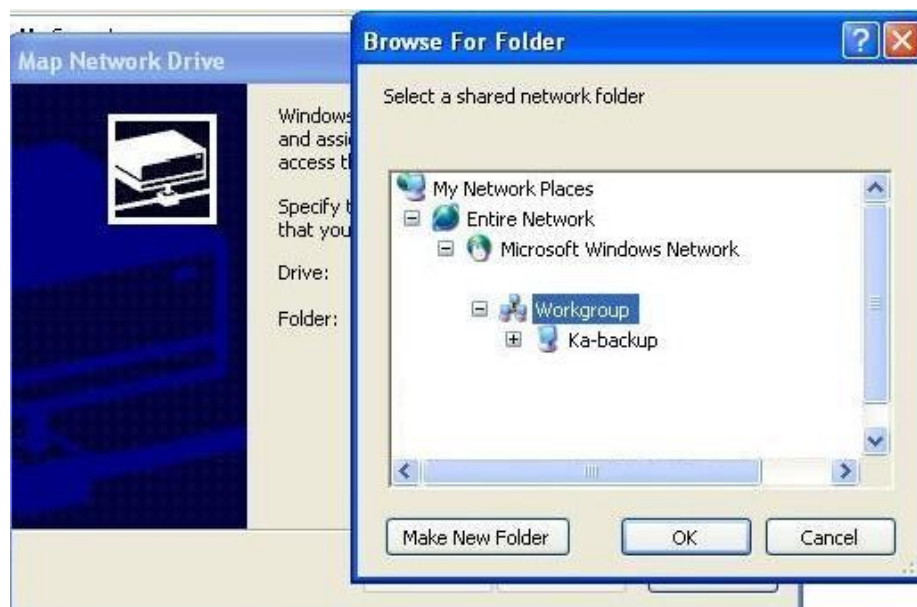 Map Network Drive
Windows
and assi
access t
Specify t
that you
Drive:
Folder:
Browse For Folder
Select a shared network folder
My Network Places
Entire Network
Microsoft Windows Network
Workgroup
Ka-backup
Make New Folder
OK
Cancel